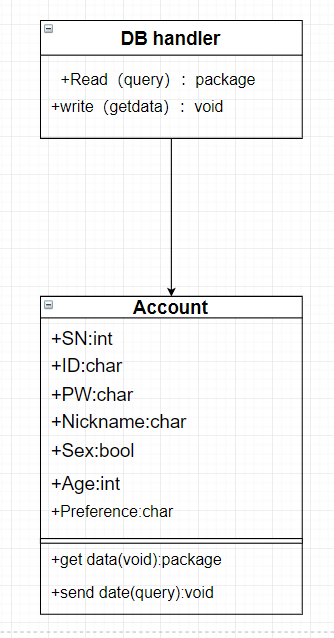 DB handler
+Read (query) : package
+write (getdata) : void
Account
+SN:int
+ID:char
+PW:char
+Nickname:char
+Sex:bool
+Age:int
+Preference:char
+get data(void):package
+send date(query):void